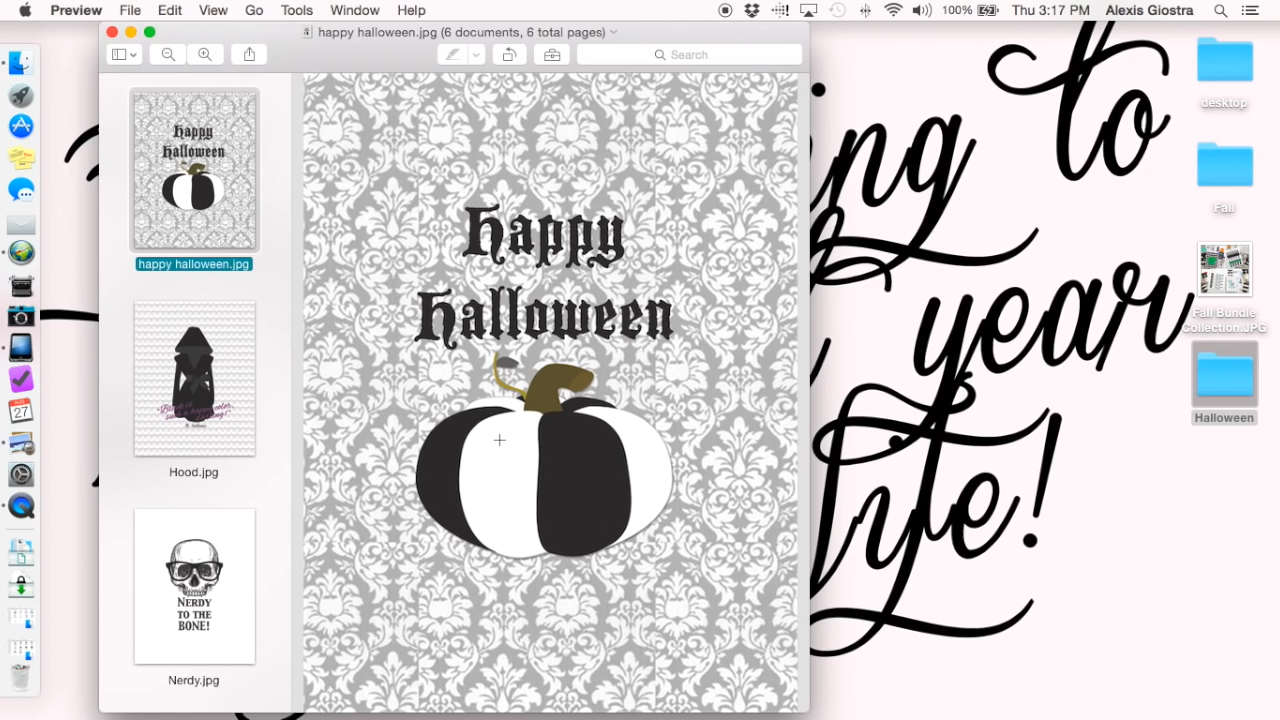 Preview File Edit View Go Tools Window Help
100% Thu 3:17 PM Alexis Giostra
happy halloween.jpg (6 documents, 6 total pages)
Search
Happy
Halloween
happy halloween.jpg
Hood.jpg
NERDY
TO THE
BONE!
Nerdy.jpg
Happy
Halloween
to
year
desktop
Fall
Fall Bundle
Collection.JPG
Halloween
27